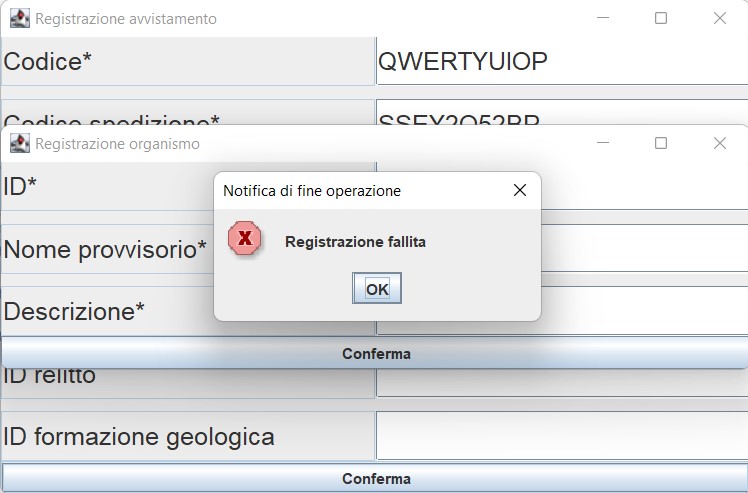 Registrazione avvistamento
Codice* QWERTYUIOP
Codice spedizione*
Registrazione organismo
ID*
Notifica di fine operazione
Nome provvisorio*
Registrazione fallita
OK
Descrizione*
Conferma
ID relitto
ID formazione geologica
Conferma